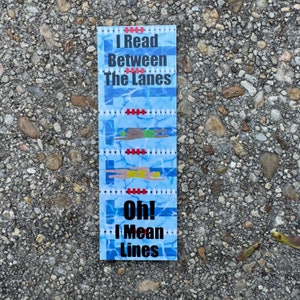 I Read
Between
The Lanes
Oh!
I Mean
Lines